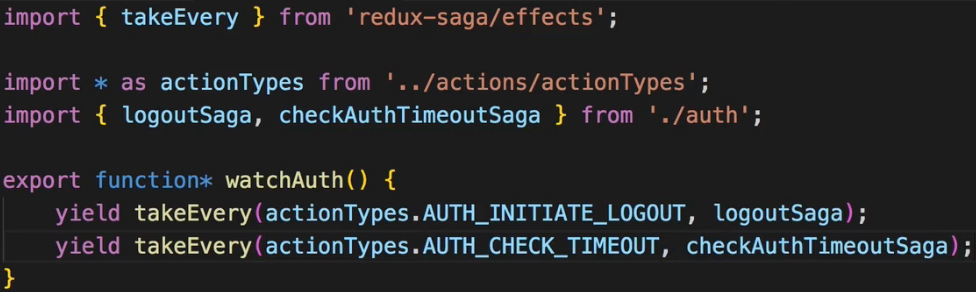 import { takeEvery } from 'redux-saga/effects';
import * as actionTypes from '../actions/actionTypes';
import { logoutSaga, checkAuthTimeoutSaga } from './auth';
export function* watchAuth() {
    yield takeEvery(actionTypes.AUTH_INITIATE_LOGOUT, logoutSaga);
    yield takeEvery(actionTypes.AUTH_CHECK_TIMEOUT, checkAuthTimeoutSaga);
}